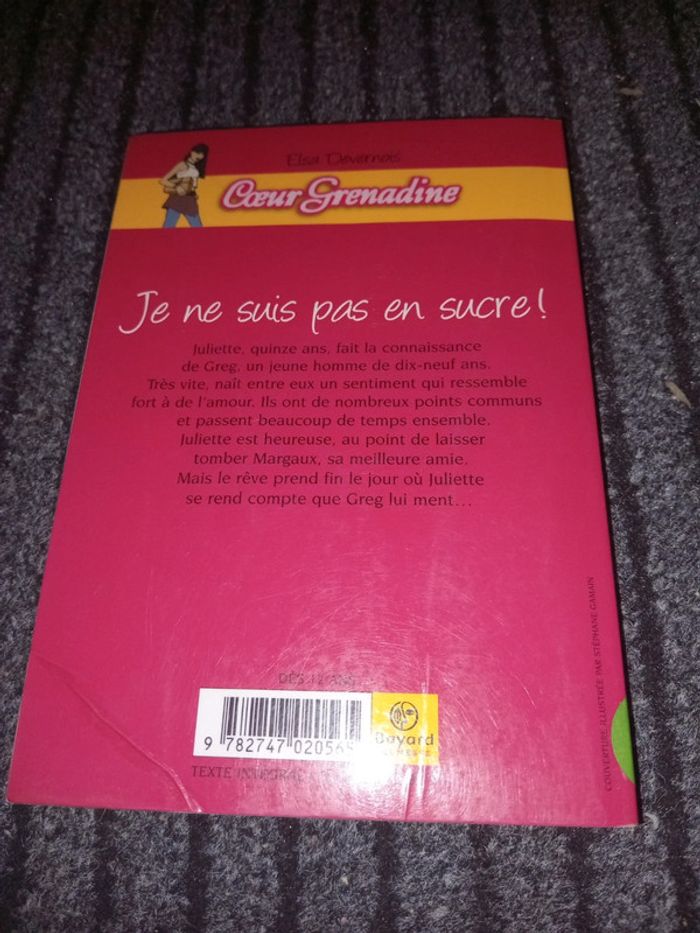 Elsa Devernois
Cœur Grenadine
Je ne suis pas en sucre !
Juliette, quinze ans, fait la connaissance
de Greg, un jeune homme de dix-neuf ans.
Très vite, naît entre eux un sentiment qui ressemble
fort à de l'amour. Ils ont de nombreux points communs
et passent beaucoup de temps ensemble.
Juliette est heureuse, au point de laisser
tomber Margaux, sa meilleure amie.
Mais le rêve prend fin le jour où Juliette
se rend compte que Greg lui ment...
DÈS 12 ANS
9 782747 020565
Bayard
TEXTE INTÉGRAL
COUVERTURE ILLUSTRÉE PAR STÉPHANE GAMAIN